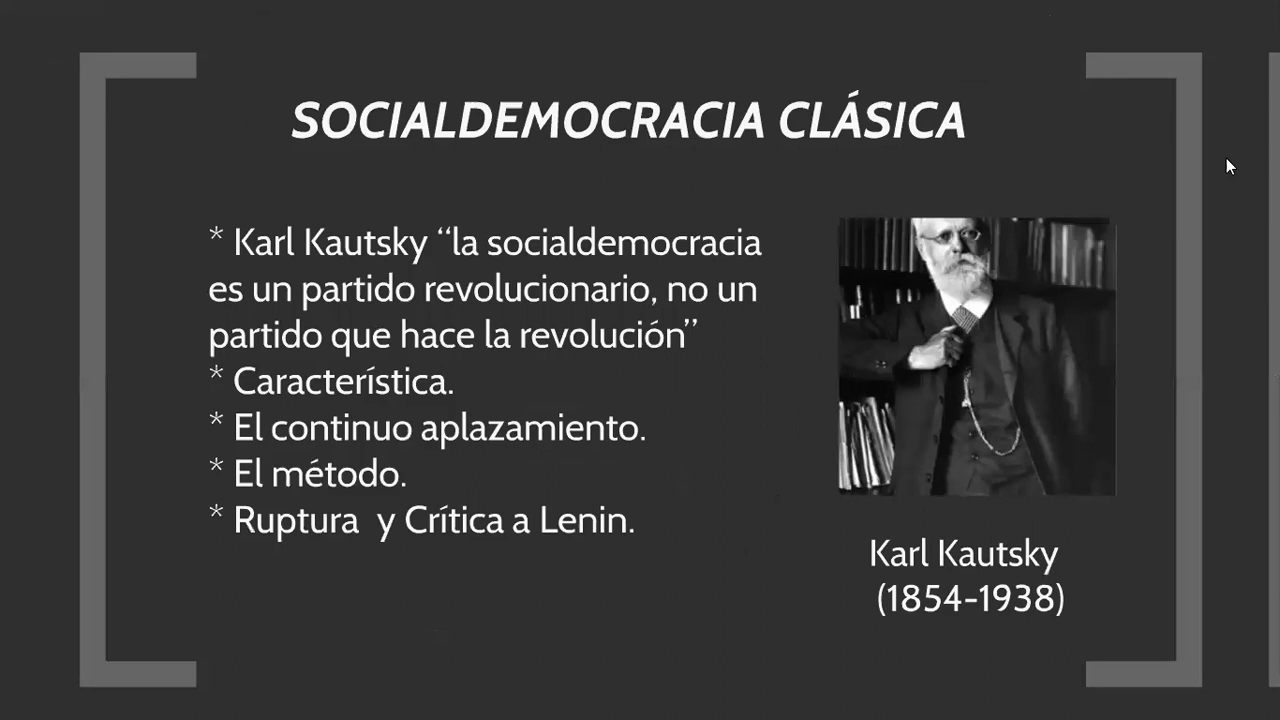 SOCIALDEMOCRACIA CLÁSICA
* Karl Kautsky “la socialdemocracia
es un partido revolucionario, no un
partido que hace la revolución”
* Característica.
* El continuo aplazamiento.
* El método.
* Ruptura  y Crítica a Lenin.
Karl Kautsky
(1854-1938)